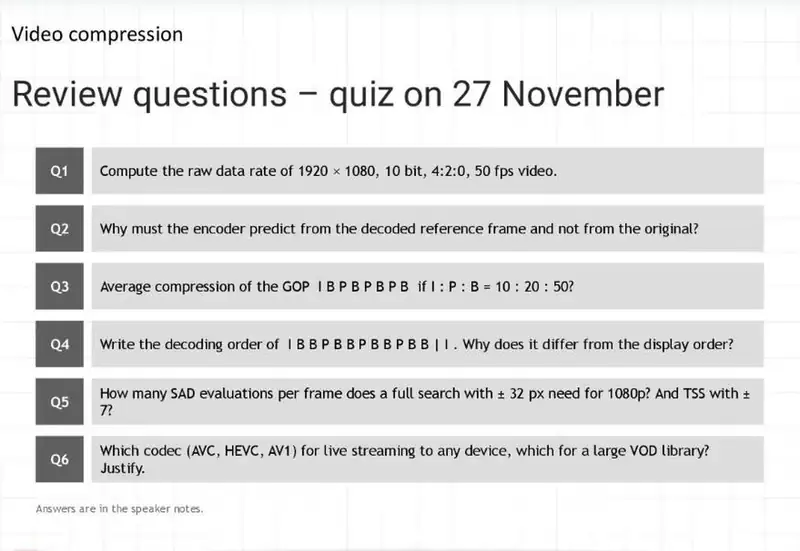 Video compression
Review questions – quiz on 27 November
Q1
Compute the raw data rate of 1920 × 1080, 10 bit, 4:2:0, 50 fps video.
Q2
Why must the encoder predict from the decoded reference frame and not from the original?
Q3
Average compression of the GOP I B P B P B P B if I : P : B = 10 : 20 : 50?
Q4
Write the decoding order of I B B P B B P B B P B B | I . Why does it differ from the display order?
Q5
How many SAD evaluations per frame does a full search with ± 32 px need for 1080p? And TSS with ±
7?
Q6
Which codec (AVC, HEVC, AV1) for live streaming to any device, which for a large VOD library?
Justify.
Answers are in the speaker notes.